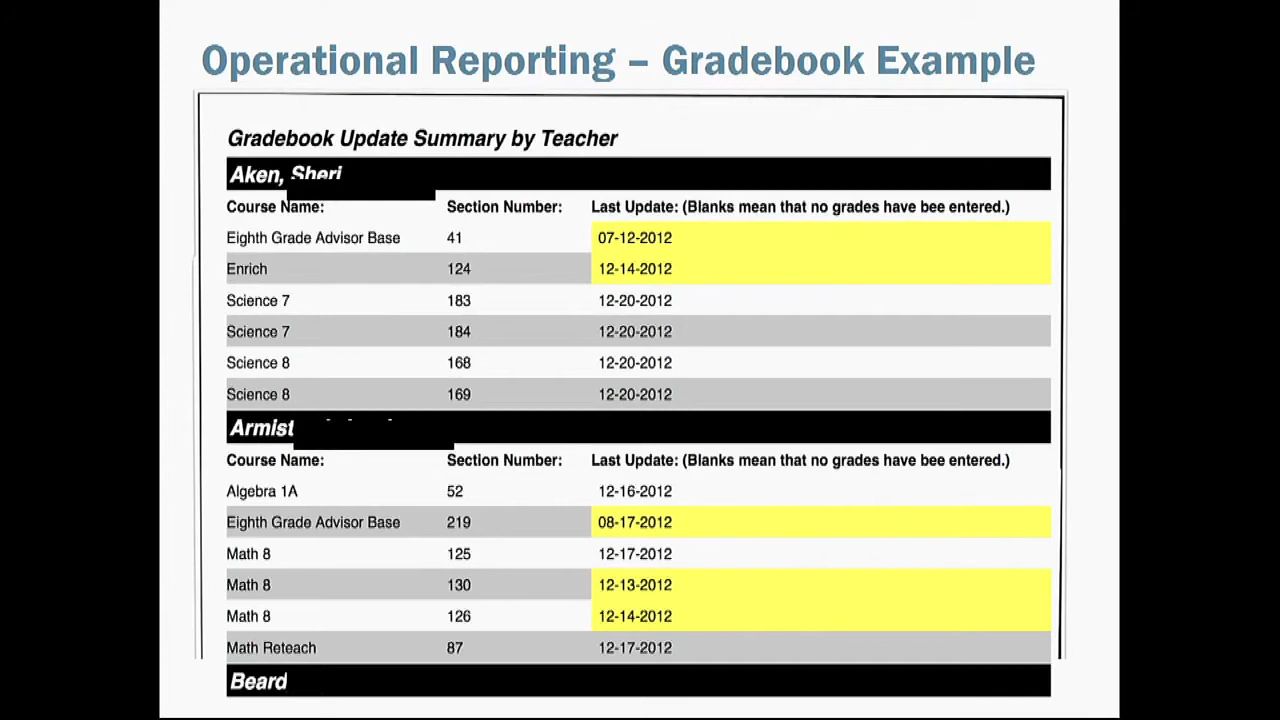 Operational Reporting – Gradebook Example
Gradebook Update Summary by Teacher
Aken, Sheri
Course Name: Section Number: Last Update: (Blanks mean that no grades have bee entered.)
Eighth Grade Advisor Base 41 07-12-2012
Enrich 124 12-14-2012
Science 7 183 12-20-2012
Science 7 184 12-20-2012
Science 8 168 12-20-2012
Science 8 169 12-20-2012
Armist
Course Name: Section Number: Last Update: (Blanks mean that no grades have bee entered.)
Algebra 1A 52 12-16-2012
Eighth Grade Advisor Base 219 08-17-2012
Math 8 125 12-17-2012
Math 8 130 12-13-2012
Math 8 126 12-14-2012
Math Reteach 87 12-17-2012
Beard